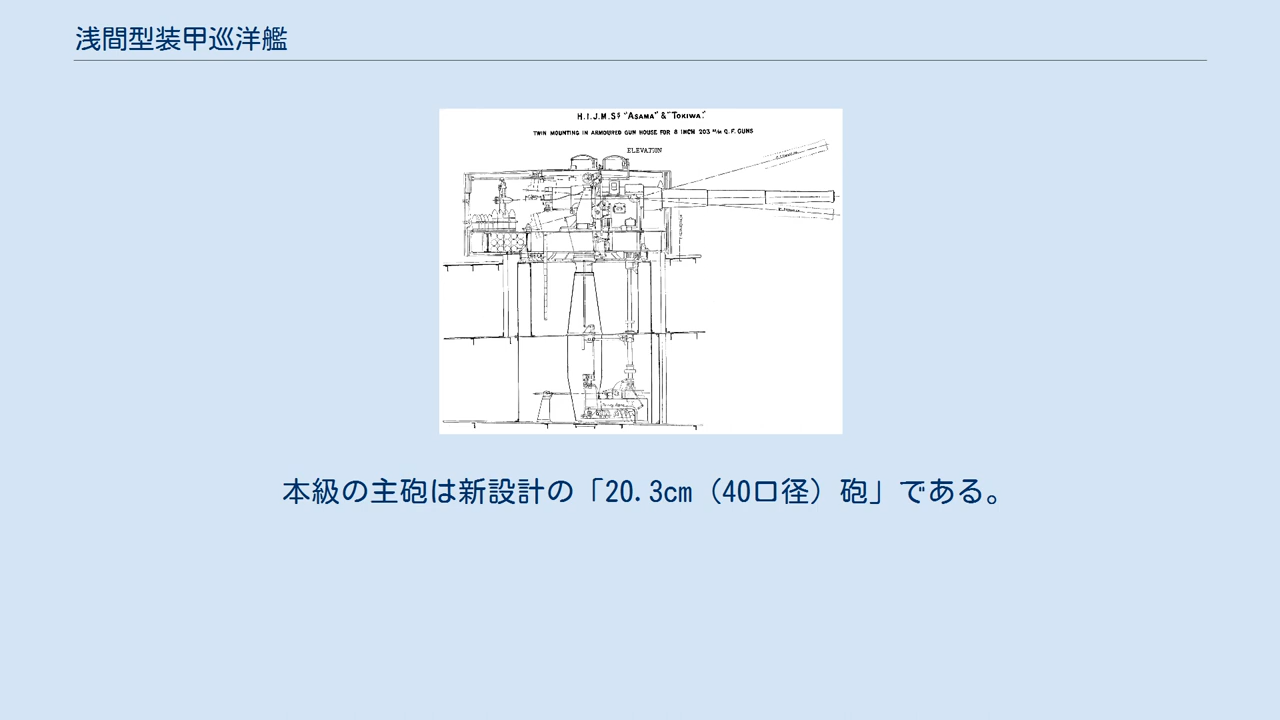 浅間型装甲巡洋艦
H.I.J.M.Ss "ASAMA" & "TOKIWA."
TWIN MOUNTING IN ARMOURED GUN HOUSE FOR 8 INCH 203 M/M Q.F. GUNS
ELEVATION
本級の主砲は新設計の「20.3cm（40口径）砲」である。